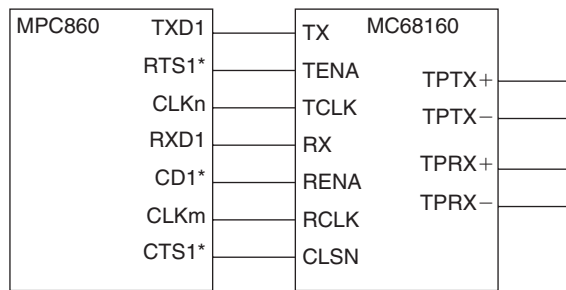 MPC860
MC68160
TXD1
TX
RTS1*
TENA
CLKn
TCLK
RXD1
RX
CD1*
RENA
CLKm
RCLK
CTS1*
CLSN
TPTX+
TPTX−
TPRX+
TPRX−